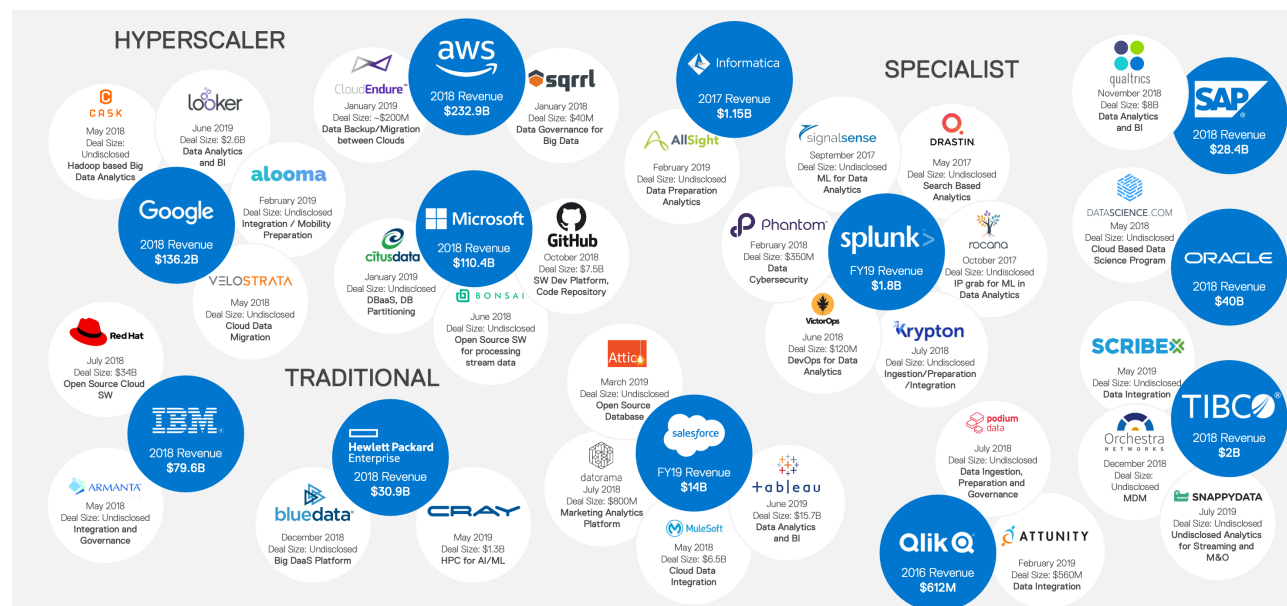 HYPERSCALER
CASK
May 2018
Deal Size:
Undisclosed
Hadoop based Big
Data Analytics
looker
June 2019
Deal Size: $2.6B
Data Analytics
and BI
alooma
February 2019
Deal Size: Undisclosed
Integration / Mobility
Preparation
Google
2018 Revenue
$136.2B
VELOSTRATA
May 2018
Deal Size: Undisclosed
Cloud Data
Migration
CloudEndure™
January 2019
Deal Size: ~$200M
Data Backup/Migration
between Clouds
aws
2018 Revenue
$232.9B
sqrrl
January 2018
Deal Size: $40M
Data Governance for
Big Data
Microsoft
2018 Revenue
$110.4B
citusdata
January 2019
Deal Size: Undisclosed
DBaaS, DB
Partitioning
GitHub
October 2018
Deal Size: $7.5B
SW Dev Platform,
Code Repository
BONSAI
June 2018
Deal Size: Undisclosed
Open Source SW
for processing
stream data
TRADITIONAL
Red Hat
July 2018
Deal Size: $34B
Open Source Cloud
SW
IBM®
2018 Revenue
$79.6B
ARMANTA
May 2018
Deal Size: Undisclosed
Integration and
Governance
Hewlett Packard
Enterprise
2018 Revenue
$30.9B
bluedata®
December 2018
Deal Size: Undisclosed
Big DaaS Platform
CRAY
May 2019
Deal Size: $1.3B
HPC for AI/ML
Attic
March 2019
Deal Size: Undisclosed
Open Source
Database
salesforce
FY19 Revenue
$14B
datorama
July 2018
Deal Size: $800M
Marketing Analytics
Platform
MuleSoft
May 2018
Deal Size: $6.5B
Cloud Data
Integration
+ableau
June 2019
Deal Size: $15.7B
Data Analytics
and BI
SPECIALIST
Informatica
2017 Revenue
$1.15B
AllSight
February 2019
Deal Size: Undisclosed
Data Preparation
Analytics
signalsense
September 2017
Deal Size: Undisclosed
ML for Data
Analytics
DRASTIN
May 2017
Deal Size: Undisclosed
Search Based
Analytics
Phantom™
February 2018
Deal Size: $350M
Data
Cybersecurity
splunk>
FY19 Revenue
$1.8B
rocana
October 2017
Deal Size: Undisclosed
IP grab for ML in
Data Analytics
VictorOps
June 2018
Deal Size: $120M
DevOps for Data
Analytics
Krypton
July 2018
Deal Size: Undisclosed
Ingestion/Preparation
/Integration
qualtrics
November 2018
Deal Size: $8B
Data Analytics
and BI
SAP
2018 Revenue
$28.4B
DATASCIENCE.COM
May 2018
Deal Size: Undisclosed
Cloud Based Data
Science Program
ORACLE
2018 Revenue
$40B
SCRIBE
May 2019
Deal Size: Undisclosed
Data Integration
TIBCO®
2018 Revenue
$2B
Orchestra
NETWORKS
December 2018
Deal Size:
Undisclosed
MDM
SNAPPYDATA
July 2019
Deal Size: Undisclosed
Undisclosed Analytics
for Streaming and
M&O
podium
data
July 2018
Deal Size: Undisclosed
Data Ingestion,
Preparation and
Governance
Qlik
2016 Revenue
$612M
ATTUNITY
February 2019
Deal Size: $560M
Data Integration